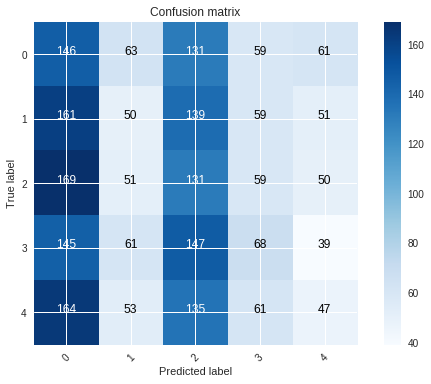 Confusion matrix
True label
0 146 63 131 59 61
1 161 50 139 59 51
2 169 51 131 59 50
3 145 61 147 68 39
4 164 53 135 61 47
0 1 2 3 4
Predicted label
160
140
120
100
80
60
40